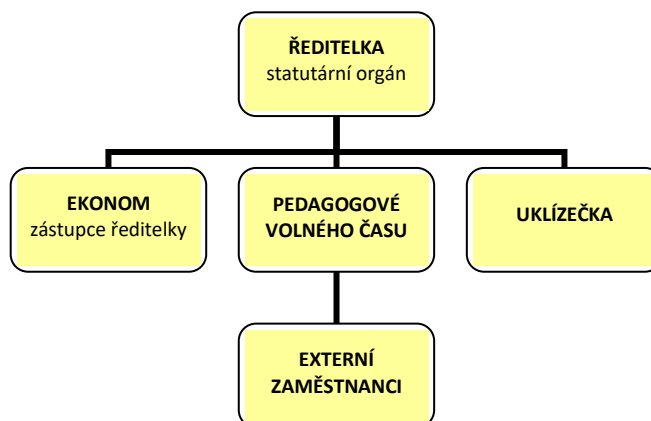 ŘEDITELKA
statutární orgán
EKONOM
zástupce ředitelky
PEDAGOGOVÉ
VOLNÉHO ČASU
UKLÍZEČKA
EXTERNÍ
ZAMĚSTNANCI